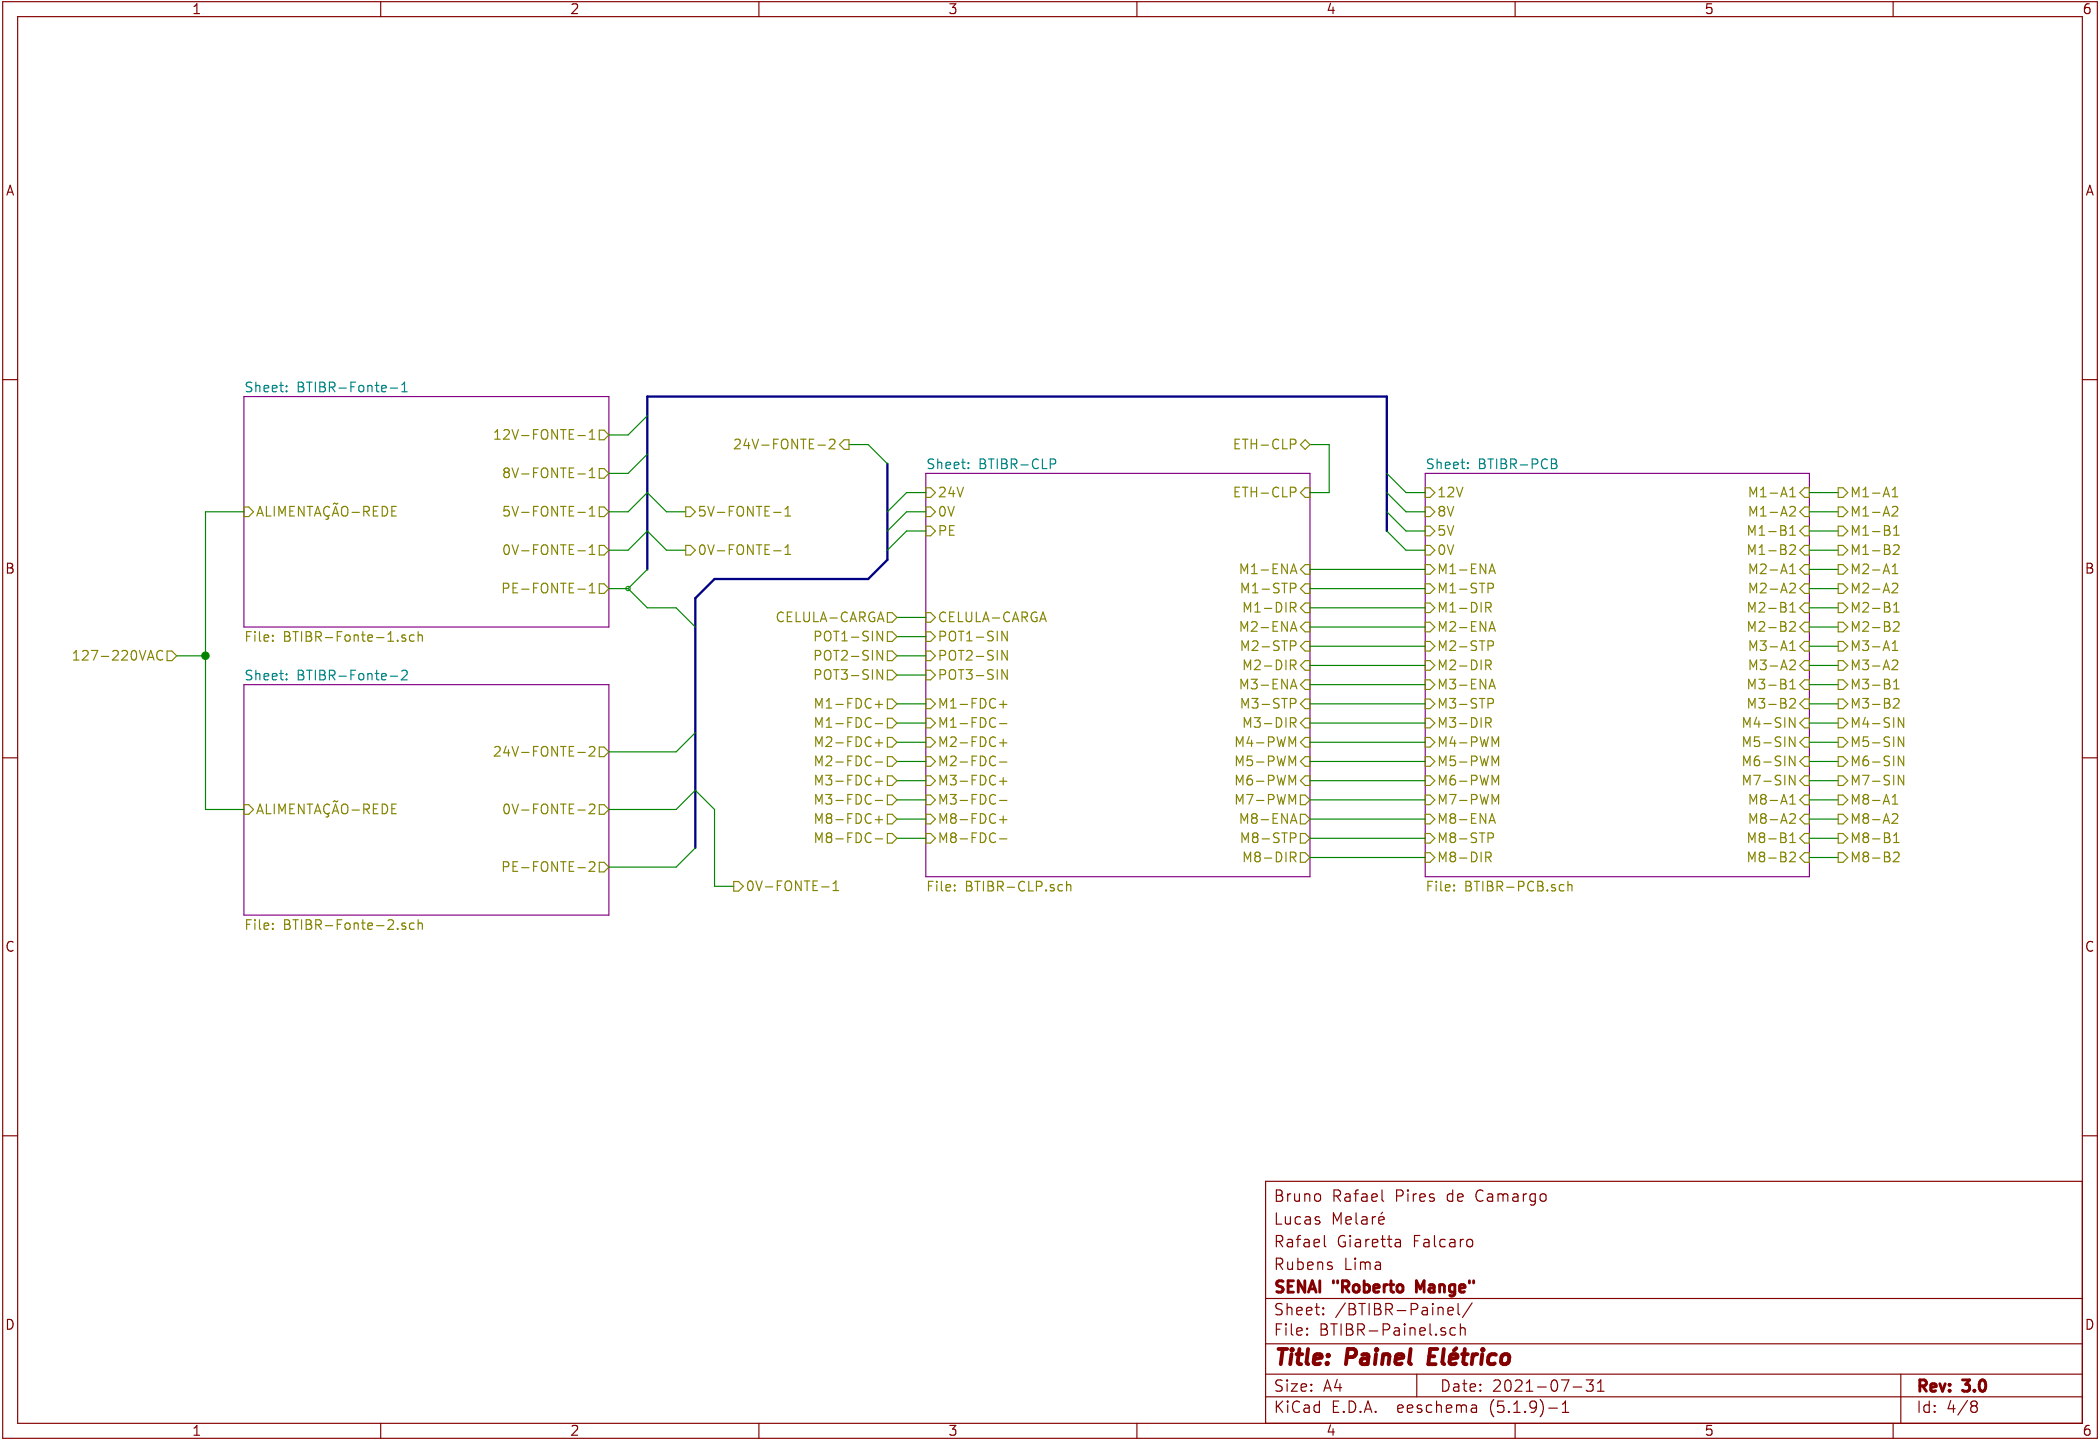 1 2 3 4 5 6
A A
B B
C C
D D
Sheet: BTIBR-Fonte-1
12V-FONTE-1
8V-FONTE-1
ALIMENTAÇÃO-REDE
5V-FONTE-1
5V-FONTE-1
0V-FONTE-1
0V-FONTE-1
PE-FONTE-1
File: BTIBR-Fonte-1.sch
127-220VAC
Sheet: BTIBR-Fonte-2
24V-FONTE-2
ALIMENTAÇÃO-REDE
0V-FONTE-2
PE-FONTE-2
0V-FONTE-1
File: BTIBR-Fonte-2.sch
24V-FONTE-2
ETH-CLP
Sheet: BTIBR-CLP
24V
ETH-CLP
0V
PE
M1-ENA
M1-STP
M1-DIR
CELULA-CARGA CELULA-CARGA
M2-ENA
POT1-SIN POT1-SIN
M2-STP
POT2-SIN POT2-SIN
M2-DIR
POT3-SIN POT3-SIN
M3-ENA
M1-FDC+ M1-FDC+ M3-STP
M1-FDC- M1-FDC- M3-DIR
M2-FDC+ M2-FDC+ M4-PWM
M2-FDC- M2-FDC- M5-PWM
M3-FDC+ M3-FDC+ M6-PWM
M3-FDC- M3-FDC- M7-PWM
M8-FDC+ M8-FDC+ M8-ENA
M8-FDC- M8-FDC- M8-STP
M8-DIR
File: BTIBR-CLP.sch
Sheet: BTIBR-PCB
12V M1-A1 M1-A1
8V M1-A2 M1-A2
5V M1-B1 M1-B1
0V M1-B2 M1-B2
M1-ENA M2-A1 M2-A1
M1-STP M2-A2 M2-A2
M1-DIR M2-B1 M2-B1
M2-ENA M2-B2 M2-B2
M2-STP M3-A1 M3-A1
M2-DIR M3-A2 M3-A2
M3-ENA M3-B1 M3-B1
M3-STP M3-B2 M3-B2
M3-DIR M4-SIN M4-SIN
M4-PWM M5-SIN M5-SIN
M5-PWM M6-SIN M6-SIN
M6-PWM M7-SIN M7-SIN
M7-PWM M8-A1 M8-A1
M8-ENA M8-A2 M8-A2
M8-STP M8-B1 M8-B1
M8-DIR M8-B2 M8-B2
File: BTIBR-PCB.sch
Bruno Rafael Pires de Camargo
Lucas Melaré
Rafael Giaretta Falcaro
Rubens Lima
SENAI "Roberto Mange"
Sheet: /BTIBR-Painel/
File: BTIBR-Painel.sch
Title: Painel Elétrico
Size: A4 Date: 2021-07-31 Rev: 3.0
KiCad E.D.A. eeschema (5.1.9)-1 Id: 4/8
1 2 3 4 5 6